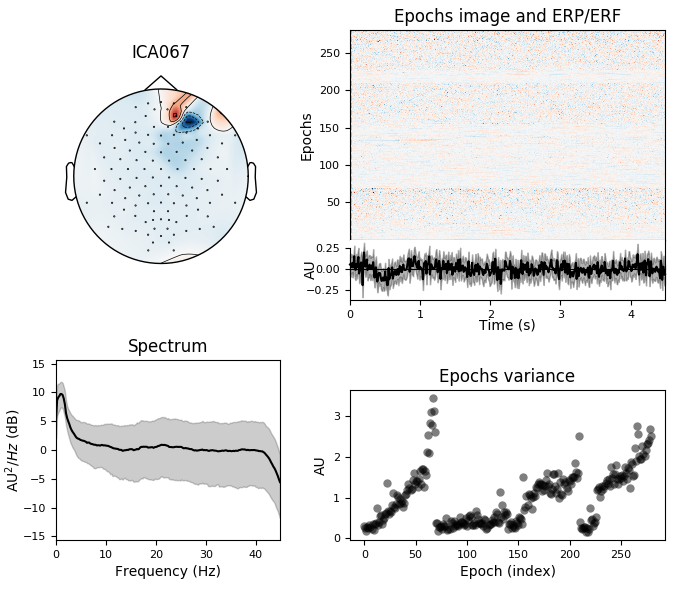 ICA067
Epochs image and ERP/ERF
Epochs
250
200
150
100
50
AU
0.25
0.00
−0.25
0 1 2 3 4
Time (s)
Spectrum
AU²/Hz (dB)
15
10
5
0
−5
−10
−15
0 10 20 30 40
Frequency (Hz)
Epochs variance
AU
3
2
1
0
0 50 100 150 200 250
Epoch (index)